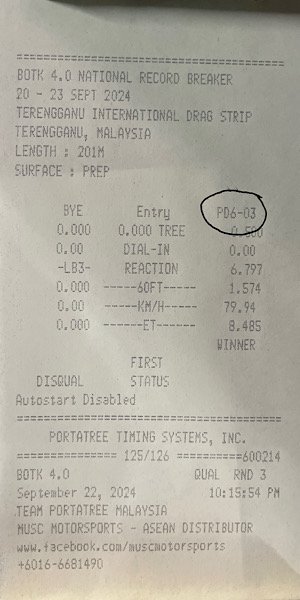 ==========================================
BOTK 4.0 NATIONAL RECORD BREAKER
20 - 23 SEPT 2024
TERENGGANU INTERNATIONAL DRAG STRIP
TERENGGANU, MALAYSIA
LENGTH : 201M
SURFACE : PREP
BYE Entry PD6-03
0.000 0.000 TREE 0.500
0.00 DIAL-IN 0.00
-LB3- REACTION 6.797
0.000 ------60FT------ 1.574
0.00 ------KM/H------ 79.94
0.000 -------ET------- 8.485
WINNER
FIRST
DISQUAL STATUS
Autostart Disabled
==========================================
PORTATREE TIMING SYSTEMS, INC.
=============== 125/126 ==========600214
BOTK 4.0 QUAL RND 3
September 22, 2024 10:15:54 PM
TEAM PORTATREE MALAYSIA
MUSC MOTORSPORTS - ASEAN DISTRIBUTOR
www.facebook.com/muscmotorsports
+6016-6681490